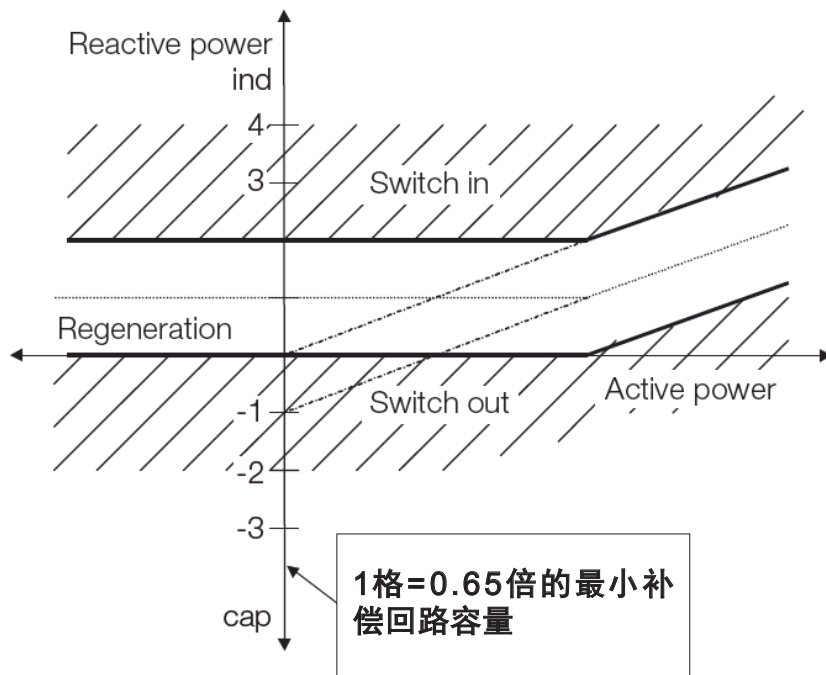 Reactive power
ind
4
3
Switch in
Regeneration
Switch out
Active power
-1
-2
-3
cap
1格=0.65倍的最小补
偿回路容量